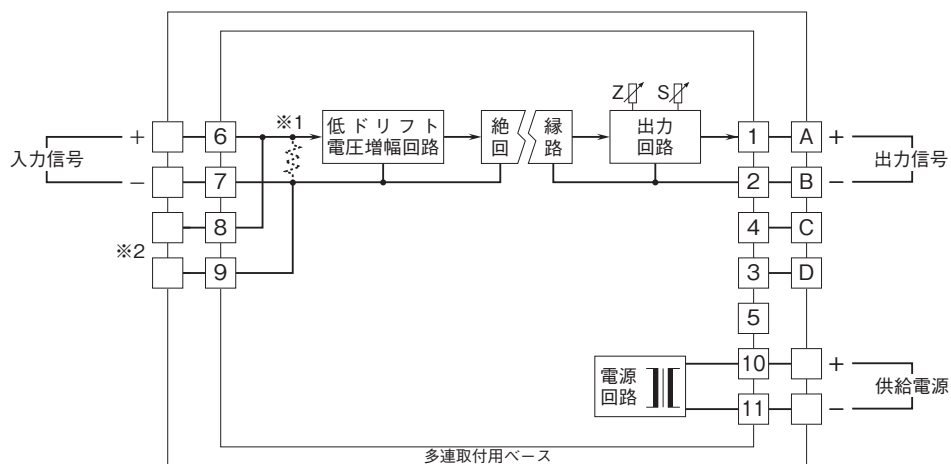 Z S
※1
低ドリフト
電圧増幅回路
絶 縁
回 路
出力
回路
+ 6 1 A +
入力信号 出力信号
− 7 2 B −
8 4 C
※2
9 3 D
5
電源
回路
10 +
供給電源
11 −
多連取付用ベース